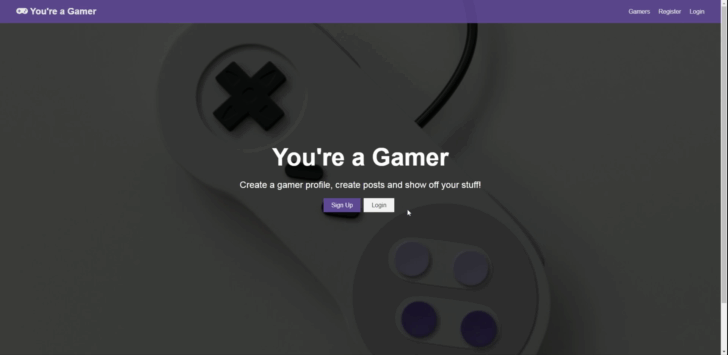 You're a Gamer
Gamers Register Login
You're a Gamer
Create a gamer profile, create posts and show off your stuff!
Sign Up Login